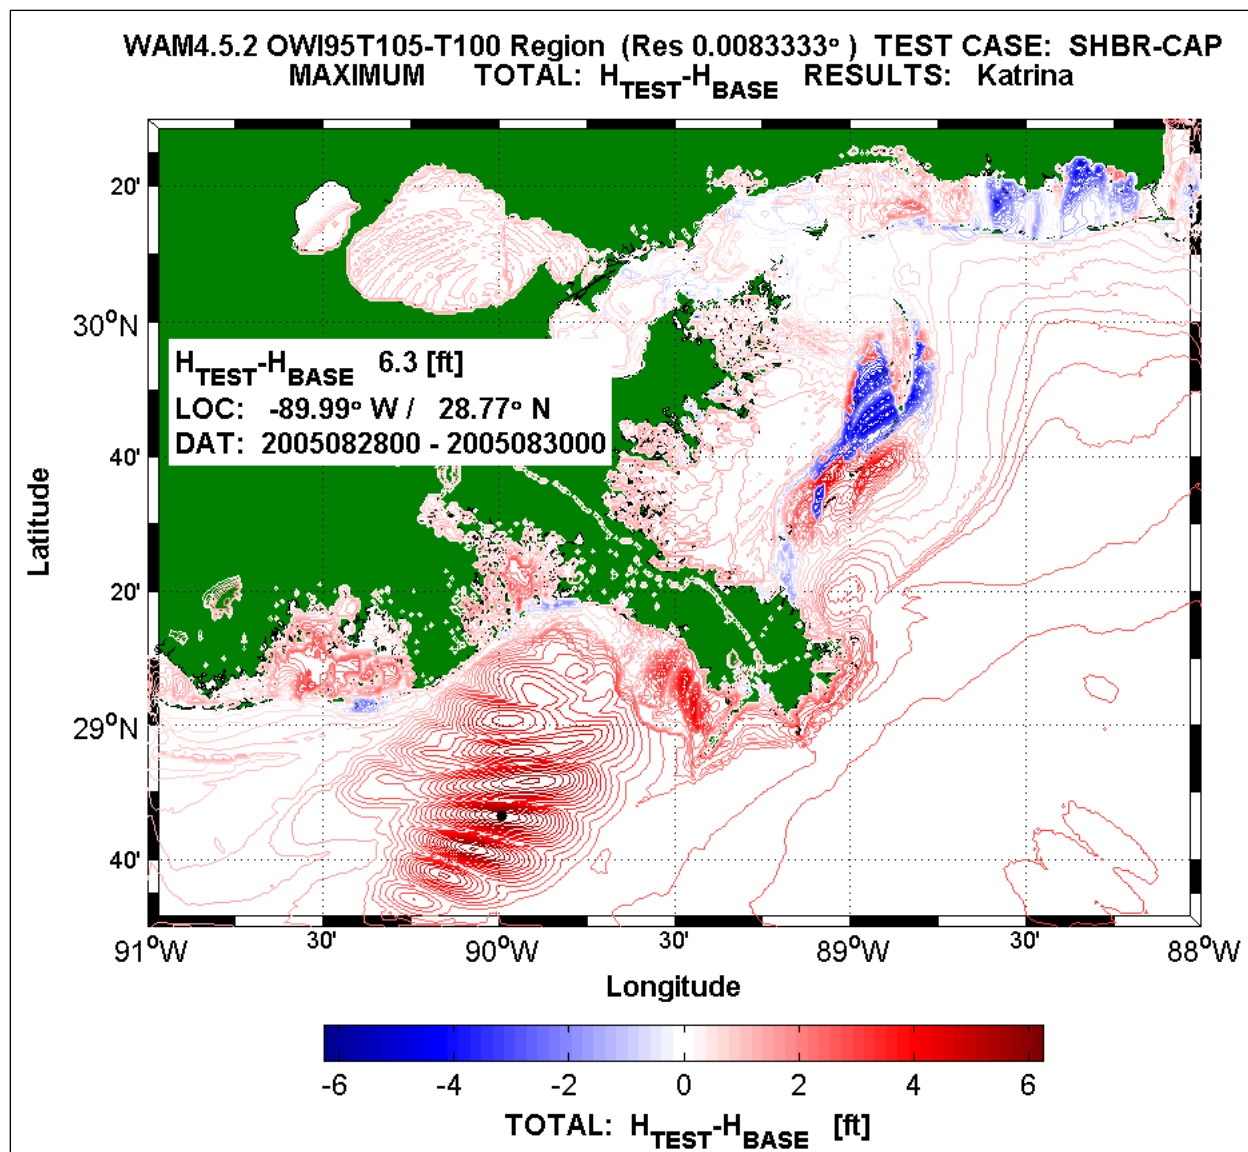 WAM4.5.2 OWI95T105-T100 Region (Res 0.0083333° ) TEST CASE: SHBR-CAP
MAXIMUM TOTAL: HTEST-HBASE RESULTS: Katrina
20'
30°N
HTEST-HBASE 6.3 [ft]
LOC: -89.99° W / 28.77° N
DAT: 2005082800 - 2005083000
40'
Latitude
20'
29°N
40'
91°W 30' 90°W 30' 89°W 30' 88°W
Longitude
-6 -4 -2 0 2 4 6
TOTAL: HTEST-HBASE [ft]